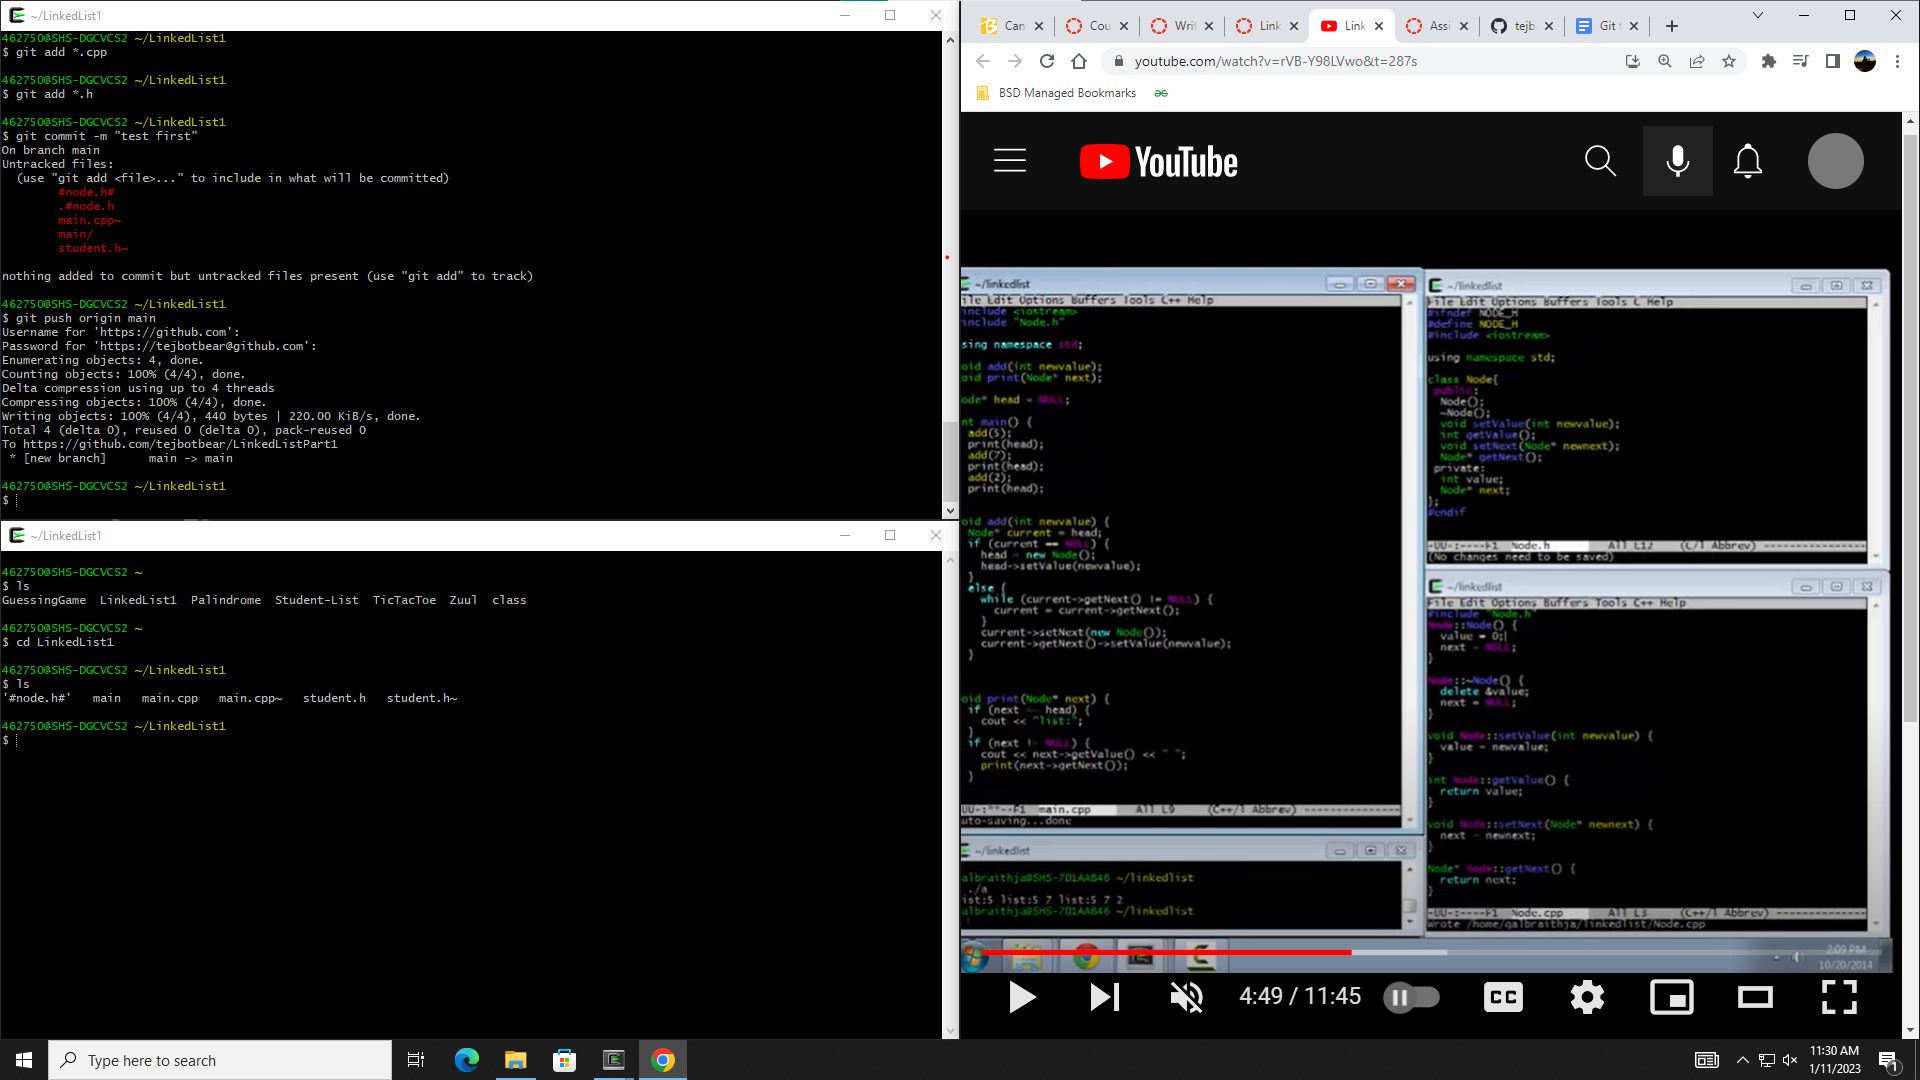 ~/LinkedList1
462750@SHS-DGCVCS2 ~/LinkedList1
$ git add *.cpp
462750@SHS-DGCVCS2 ~/LinkedList1
$ git add *.h
462750@SHS-DGCVCS2 ~/LinkedList1
$ git commit -m "test first"
On branch main
Untracked files:
(use "git add <file>..." to include in what will be committed)
#node.h#
.#node.h
main.cpp~
main/
student.h~
nothing added to commit but untracked files present (use "git add" to track)
462750@SHS-DGCVCS2 ~/LinkedList1
$ git push origin main
Username for 'https://github.com':
Password for 'https://tejbotbear@github.com':
Enumerating objects: 4, done.
Counting objects: 100% (4/4), done.
Delta compression using up to 4 threads
Compressing objects: 100% (4/4), done.
Writing objects: 100% (4/4), 440 bytes | 220.00 KiB/s, done.
Total 4 (delta 0), reused 0 (delta 0), pack-reused 0
To https://github.com/tejbotbear/LinkedListPart1
* [new branch]      main -> main
462750@SHS-DGCVCS2 ~/LinkedList1
$
~/LinkedList1
462750@SHS-DGCVCS2 ~
$ ls
GuessingGame  LinkedList1  Palindrome  Student-List  TicTacToe  Zuul  class
462750@SHS-DGCVCS2 ~
$ cd LinkedList1
462750@SHS-DGCVCS2 ~/LinkedList1
$ ls
'#node.h#'   main   main.cpp   main.cpp~   student.h   student.h~
462750@SHS-DGCVCS2 ~/LinkedList1
$
Can
Cou
Writ
Link
Link
Assi
tejb
Git
youtube.com/watch?v=rVB-Y98LVwo&t=287s
BSD Managed Bookmarks
YouTube
~/linkedlist
File Edit Options Buffers Tools C++ Help
include <iostream>
include "Node.h"
sing namespace std;
oid add(int newvalue);
oid print(Node* next);
ode* head = NULL;
nt main() {
add(5);
print(head);
add(7);
print(head);
add(2);
print(head);
oid add(int newvalue) {
Node* current = head;
if (current == NULL) {
head = new Node();
head->setValue(newvalue);
}
else {
while (current->getNext() != NULL) {
current = current->getNext();
}
current->setNext(new Node());
current->getNext()->setValue(newvalue);
}
oid print(Node* next) {
if (next == head) {
cout << "list:";
}
if (next != NULL) {
cout << next->getValue() << " ";
print(next->getNext());
}
UU-:**--F1  main.cpp  All L9  (C++/l Abbrev)
uto-saving...done
~/linkedlist
albraithja@SHS-7D1AA846 ~/linkedlist
./a
ist:5 list:5 7 list:5 7 2
albraithja@SHS-7D1AA846 ~/linkedlist
~/linkedlist
File Edit Options Buffers Tools C Help
#ifndef NODE_H
#define NODE_H
#include <iostream>
using namespace std;
class Node{
public:
Node();
~Node();
void setValue(int newvalue);
int getValue();
void setNext(Node* newnext);
Node* getNext();
private:
int value;
Node* next;
};
#endif
-UU-:----F1  Node.h  All L12  (C/l Abbrev)
(No changes need to be saved)
~/linkedlist
File Edit Options Buffers Tools C++ Help
#include "Node.h"
Node::Node() {
value = 0;
next = NULL;
}
Node::~Node() {
delete &value;
next = NULL;
}
void Node::setValue(int newvalue) {
value = newvalue;
}
int Node::getValue() {
return value;
}
void Node::setNext(Node* newnext) {
next = newnext;
}
Node* Node::getNext() {
return next;
}
-UU-:----F1  Node.cpp  All L3  (C++/l Abbrev)
Wrote /home/galbraithja/linkedlist/Node.cpp
2:09 PM
10/20/2014
4:49 / 11:45
CC
Type here to search
11:30 AM
1/11/2023
1